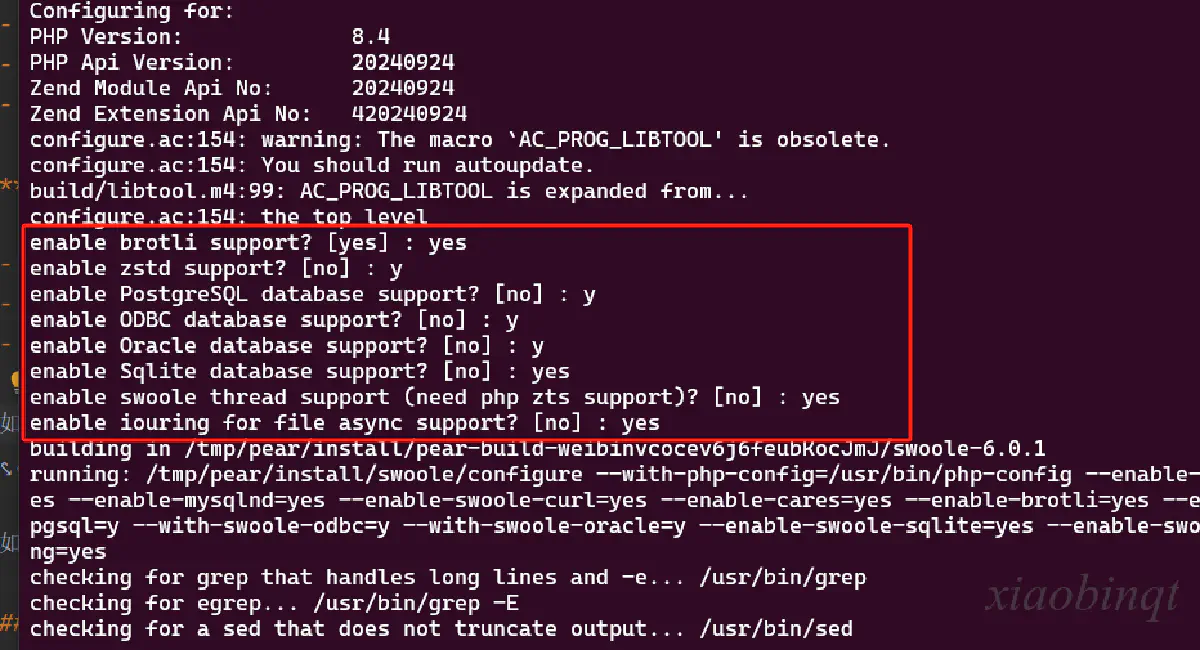 Configuring for:
PHP Version:                8.4
PHP Api Version:            20240924
Zend Module Api No:         20240924
Zend Extension Api No:      420240924
configure.ac:154: warning: The macro `AC_PROG_LIBTOOL' is obsolete.
configure.ac:154: You should run autoupdate.
build/libtool.m4:99: AC_PROG_LIBTOOL is expanded from...
configure.ac:154: the top level
enable brotli support? [yes] : yes
enable zstd support? [no] : y
enable PostgreSQL database support? [no] : y
enable ODBC database support? [no] : y
enable Oracle database support? [no] : y
enable Sqlite database support? [no] : yes
enable swoole thread support (need php zts support)? [no] : yes
enable iouring for file async support? [no] : yes
building in /tmp/pear/install/pear-build-weibinvcocev6j6feubRocJmJ/swoole-6.0.1
running: /tmp/pear/install/swoole/configure --with-php-config=/usr/bin/php-config --enable-
es --enable-mysqlnd=yes --enable-swoole-curl=yes --enable-cares=yes --enable-brotli=yes --e
pgsql=y --with-swoole-odbc=y --with-swoole-oracle=y --enable-swoole-sqlite=yes --enable-swo
ng=yes
checking for grep that handles long lines and -e... /usr/bin/grep
checking for egrep... /usr/bin/grep -E
checking for a sed that does not truncate output... /usr/bin/sed
xiaobinqt
如
如
##